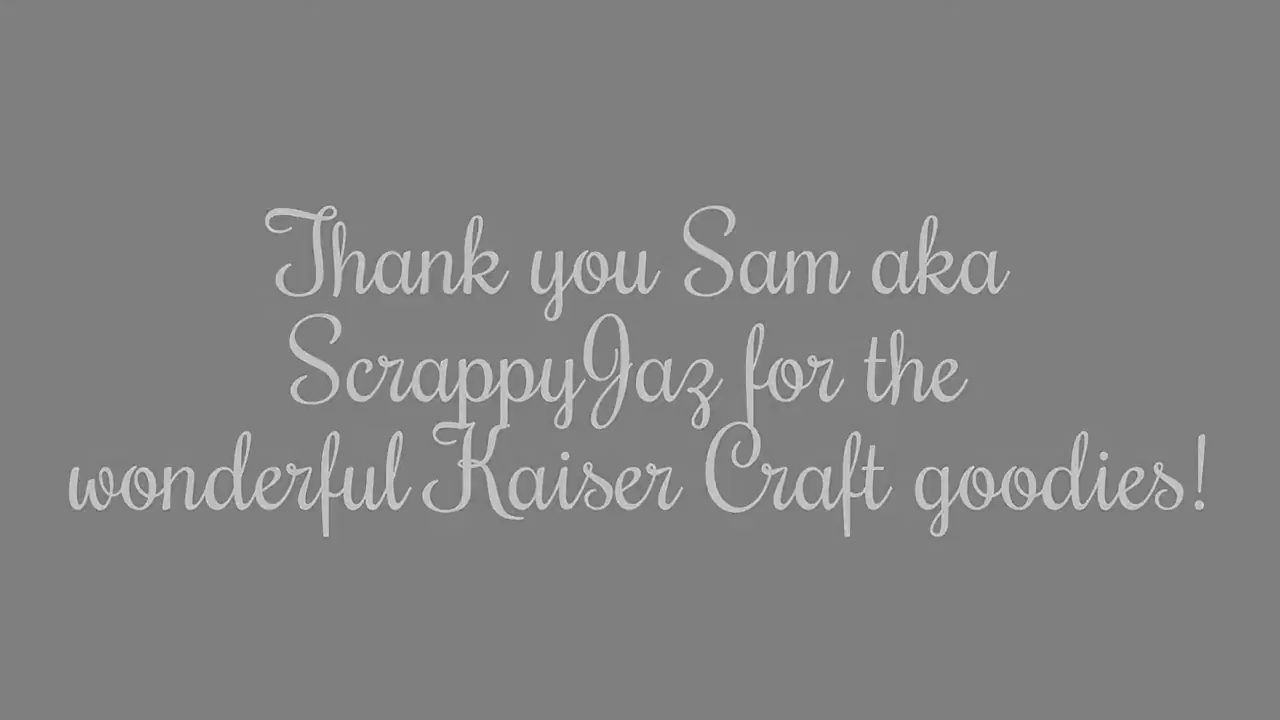 Thank you Sam aka
ScrappyJaz for the
wonderful Kaiser Craft goodies!